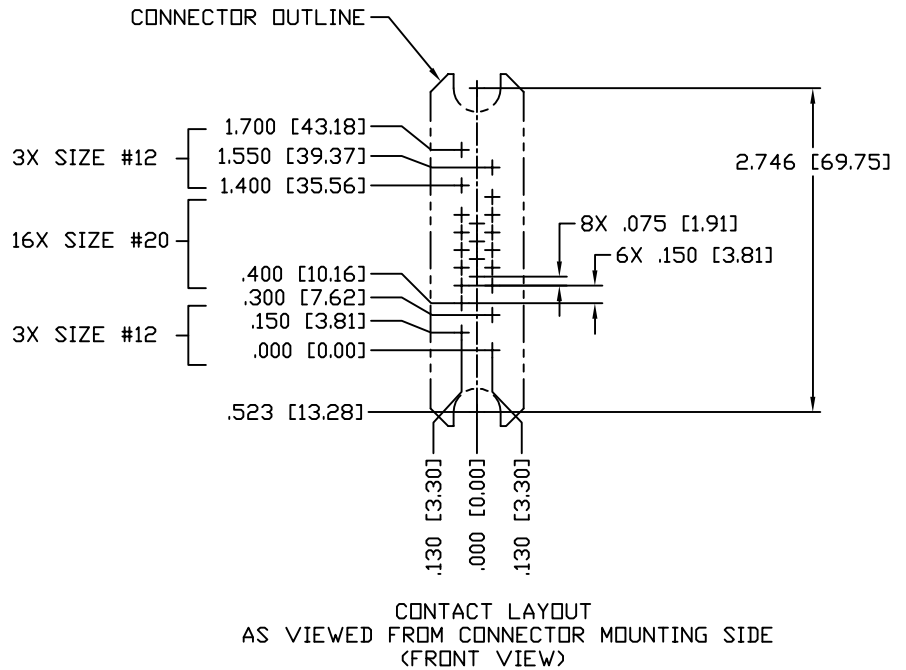 CONNECTOR OUTLINE
3X SIZE #12
1.700 [43.18]
1.550 [39.37]
1.400 [35.56]
2.746 [69.75]
16X SIZE #20
8X .075 [1.91]
6X .150 [3.81]
.400 [10.16]
.300 [7.62]
3X SIZE #12
.150 [3.81]
.000 [0.00]
.523 [13.28]
.130 [3.30]
.000 [0.00]
.130 [3.30]
CONTACT LAYOUT
AS VIEWED FROM CONNECTOR MOUNTING SIDE
(FRONT VIEW)